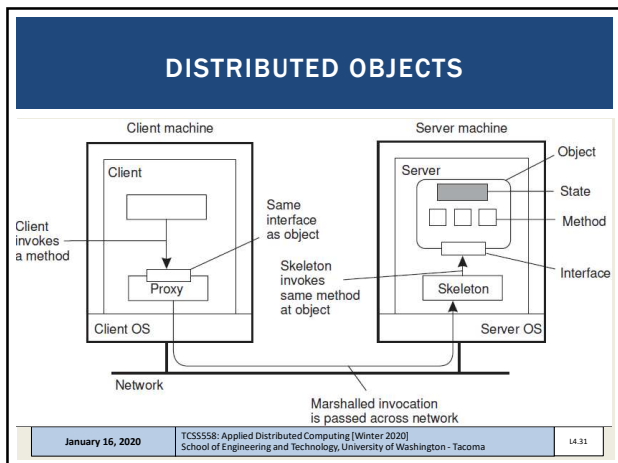 DISTRIBUTED OBJECTS
Client machine
Server machine
Object
Client
Server
State
Same
interface
as object
Method
Client
invokes
a method
Skeleton
invokes
same method
at object
Interface
Proxy
Skeleton
Client OS
Server OS
Network
Marshalled invocation
is passed across network
January 16, 2020
TCSS558: Applied Distributed Computing [Winter 2020]
School of Engineering and Technology, University of Washington - Tacoma
L4.31